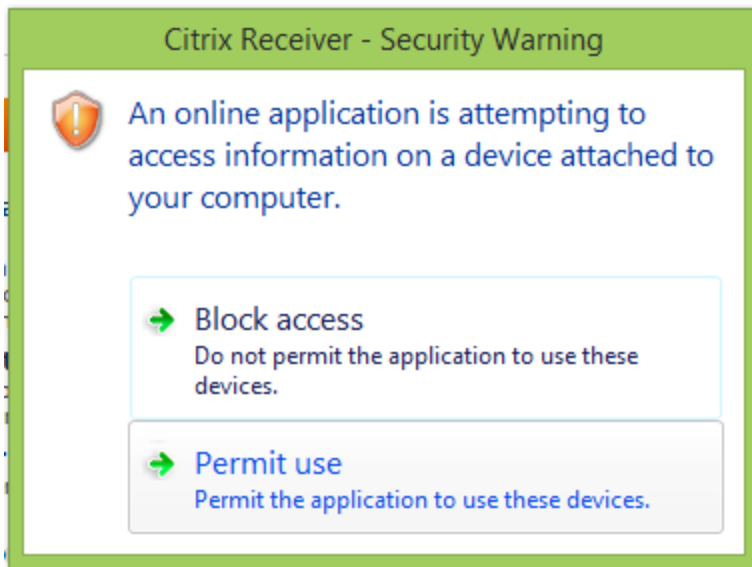 Citrix Receiver - Security Warning
An online application is attempting to
access information on a device attached to
your computer.
Block access
Do not permit the application to use these
devices.
Permit use
Permit the application to use these devices.